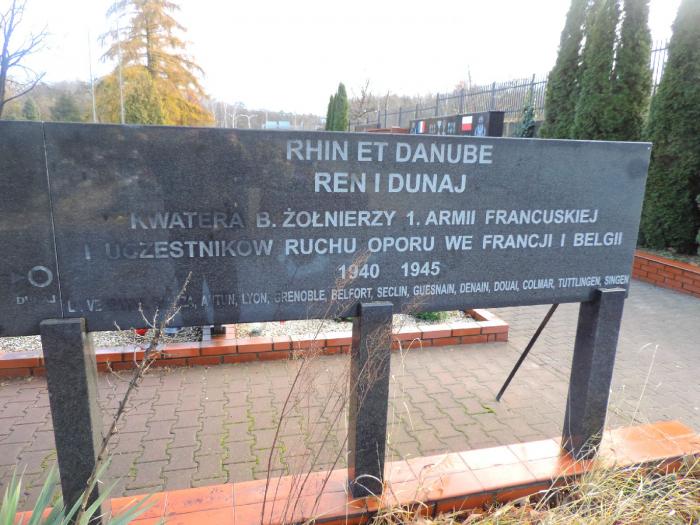 RHIN ET DANUBE
REN I DUNAJ
KWATERA B. ŻOŁNIERZY 1. ARMII FRANCUSKIEJ
I UCZESTNIKÓW RUCHU OPORU WE FRANCJI I BELGII
1940 1945
AUTUN, LYON, GRENOBLE, BELFORT, SECLIN, GUESNAIN, DENAIN, DOUAI, COLMAR, TUTTLINGEN, SINGEN